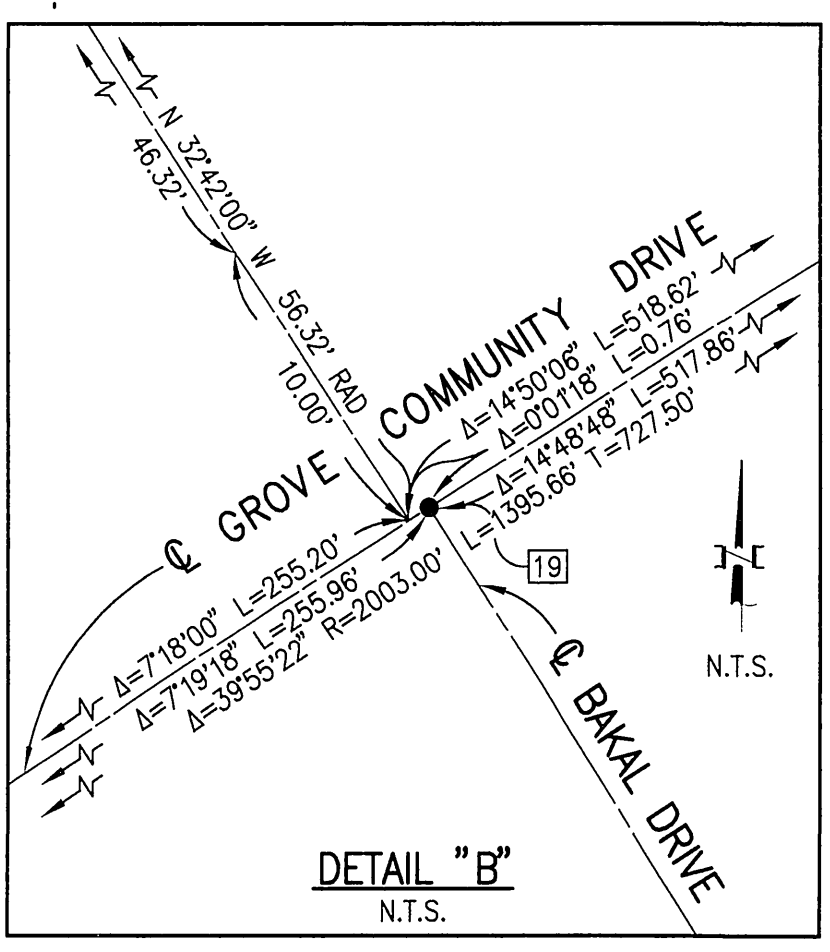 N 32°42'00" W 56.32' RAD
46.32'
10.00'
℄ GROVE COMMUNITY DRIVE
Δ=14°50'06" L=518.62'
Δ=0°01'18" L=0.76'
Δ=14°48'48" L=517.86'
Δ=7°18'00" L=255.20'
Δ=7°19'18" L=255.96'
Δ=39°55'22" R=2003.00' L=1395.66' T=727.50'
19
℄ BAKAL DRIVE
N.T.S.
DETAIL "B"
N.T.S.